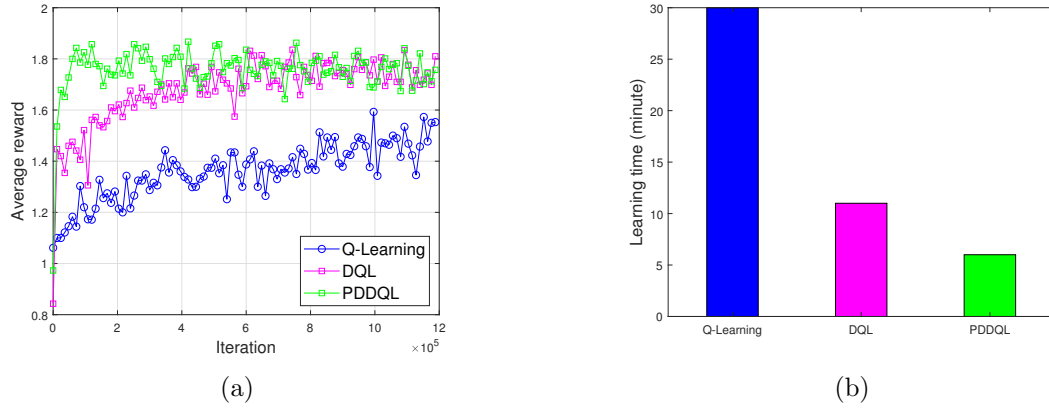 2
1.8
1.6
1.4
1.2
1
0.8
Average reward
Q-Learning
DQL
PDDQL
0 2 4 6 8 10 12
Iteration
×10⁵
(a)
30
25
20
15
10
5
0
Learning time (minute)
Q-Learning DQL PDDQL
(b)